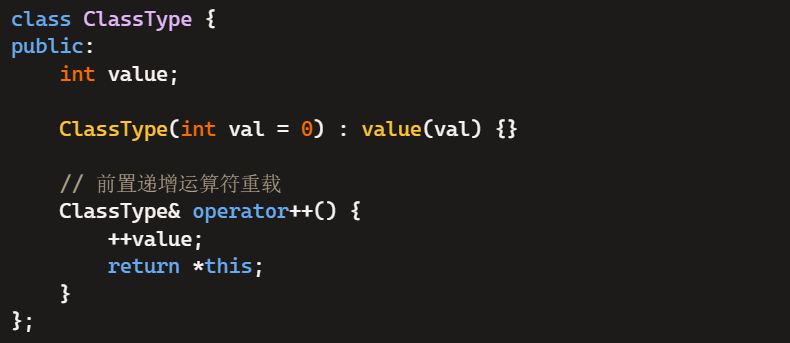 class ClassType {
public:
    int value;

    ClassType(int val = 0) : value(val) {}

    // 前置递增运算符重载
    ClassType& operator++() {
        ++value;
        return *this;
    }
};